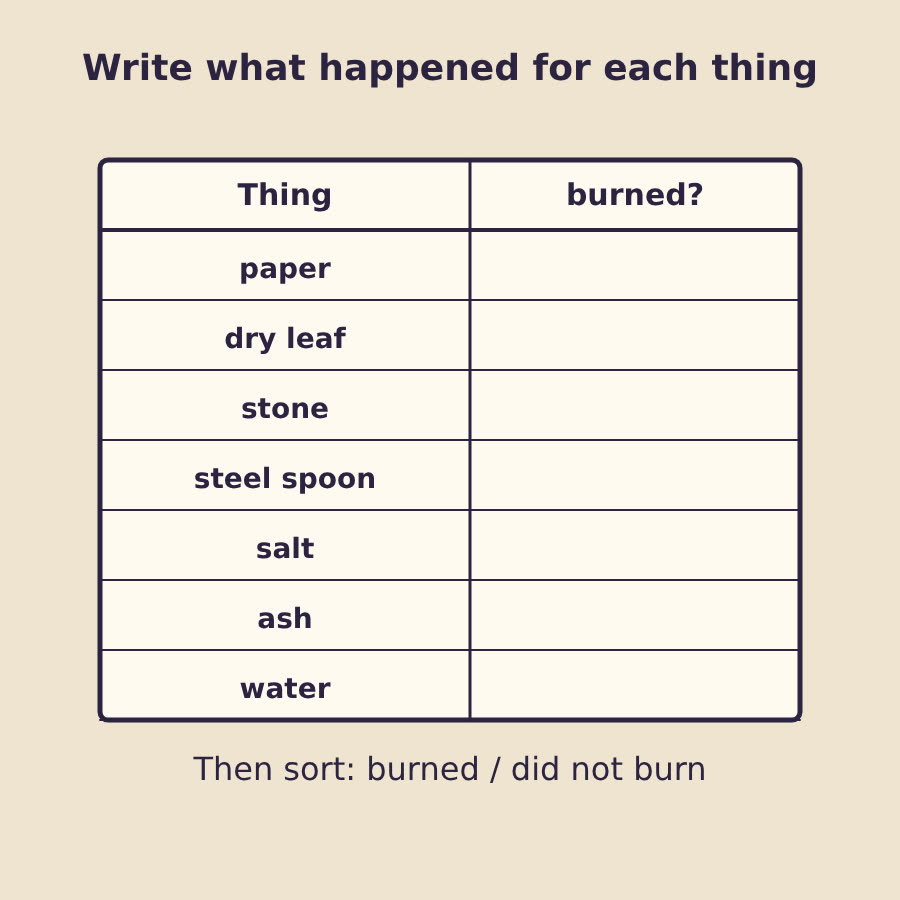 Write what happened for each thing
Thing burned?
paper
dry leaf
stone
steel spoon
salt
ash
water
Then sort: burned / did not burn